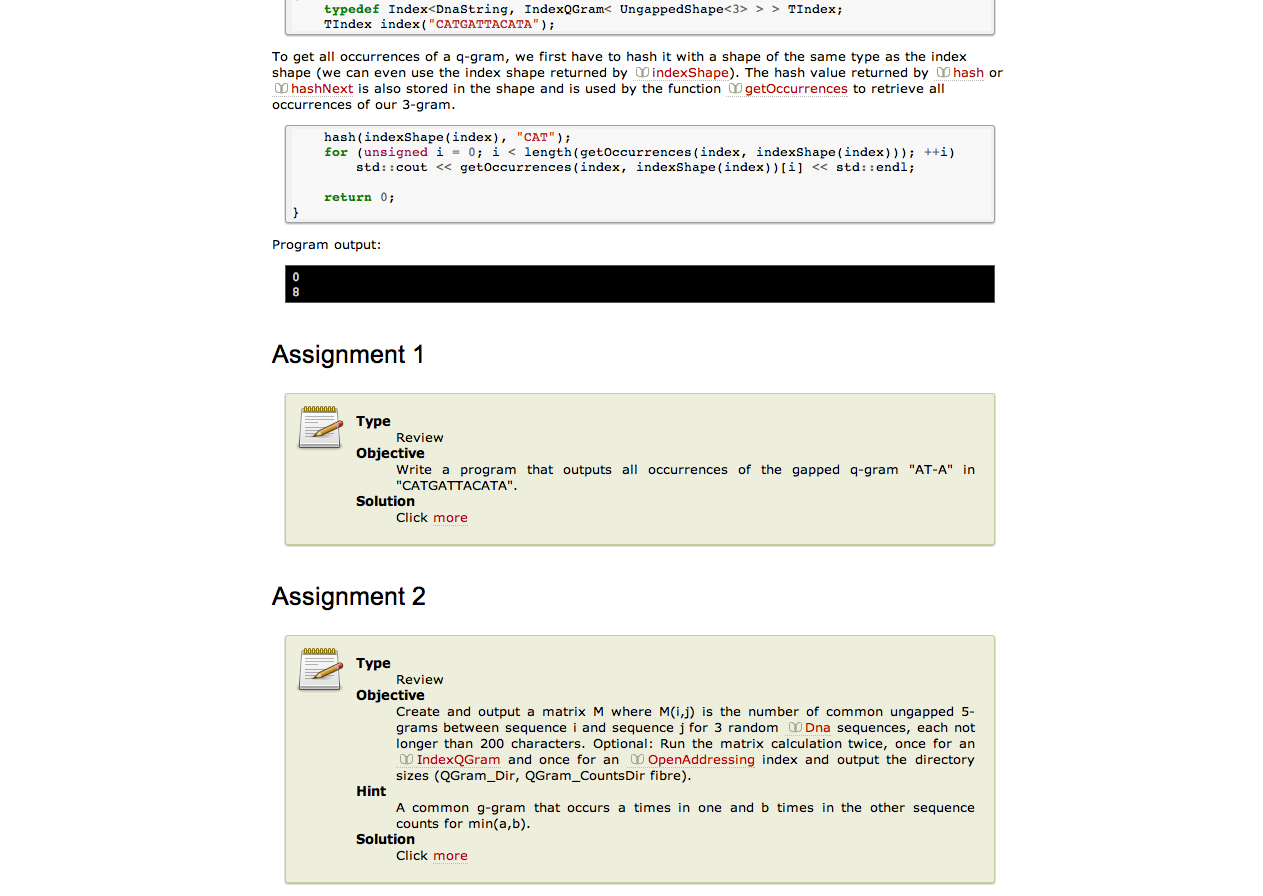 typedef Index<DnaString, IndexQGram< UngappedShape<3> > > TIndex;
TIndex index("CATGATTACATA");
To get all occurrences of a q-gram, we first have to hash it with a shape of the same type as the index
shape (we can even use the index shape returned by indexShape). The hash value returned by hash or
hashNext is also stored in the shape and is used by the function getOccurrences to retrieve all
occurrences of our 3-gram.
hash(indexShape(index), "CAT");
for (unsigned i = 0; i < length(getOccurrences(index, indexShape(index))); ++i)
std::cout << getOccurrences(index, indexShape(index))[i] << std::endl;
return 0;
}
Program output:
0
8
Assignment 1
Type
Review
Objective
Write a program that outputs all occurrences of the gapped q-gram "AT-A" in
"CATGATTACATA".
Solution
Click more
Assignment 2
Type
Review
Objective
Create and output a matrix M where M(i,j) is the number of common ungapped 5-
grams between sequence i and sequence j for 3 random Dna sequences, each not
longer than 200 characters. Optional: Run the matrix calculation twice, once for an
IndexQGram and once for an OpenAddressing index and output the directory
sizes (QGram_Dir, QGram_CountsDir fibre).
Hint
A common g-gram that occurs a times in one and b times in the other sequence
counts for min(a,b).
Solution
Click more